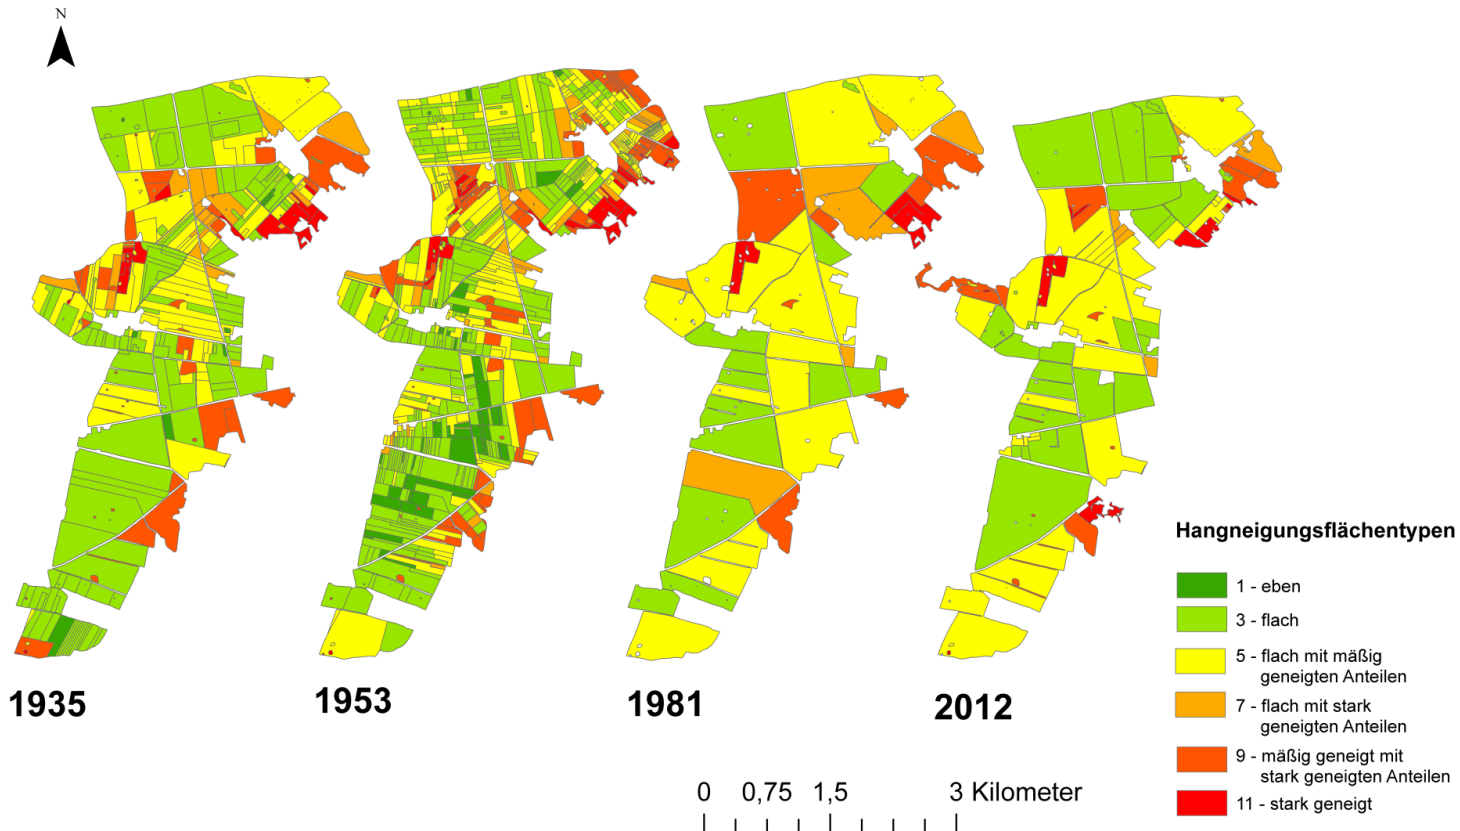 N
1935
1953
1981
2012
Hangneigungsflächentypen
1 - eben
3 - flach
5 - flach mit mäßig
geneigten Anteilen
7 - flach mit stark
geneigten Anteilen
9 - mäßig geneigt mit
stark geneigten Anteilen
11 - stark geneigt
0 0,75 1,5 3 Kilometer